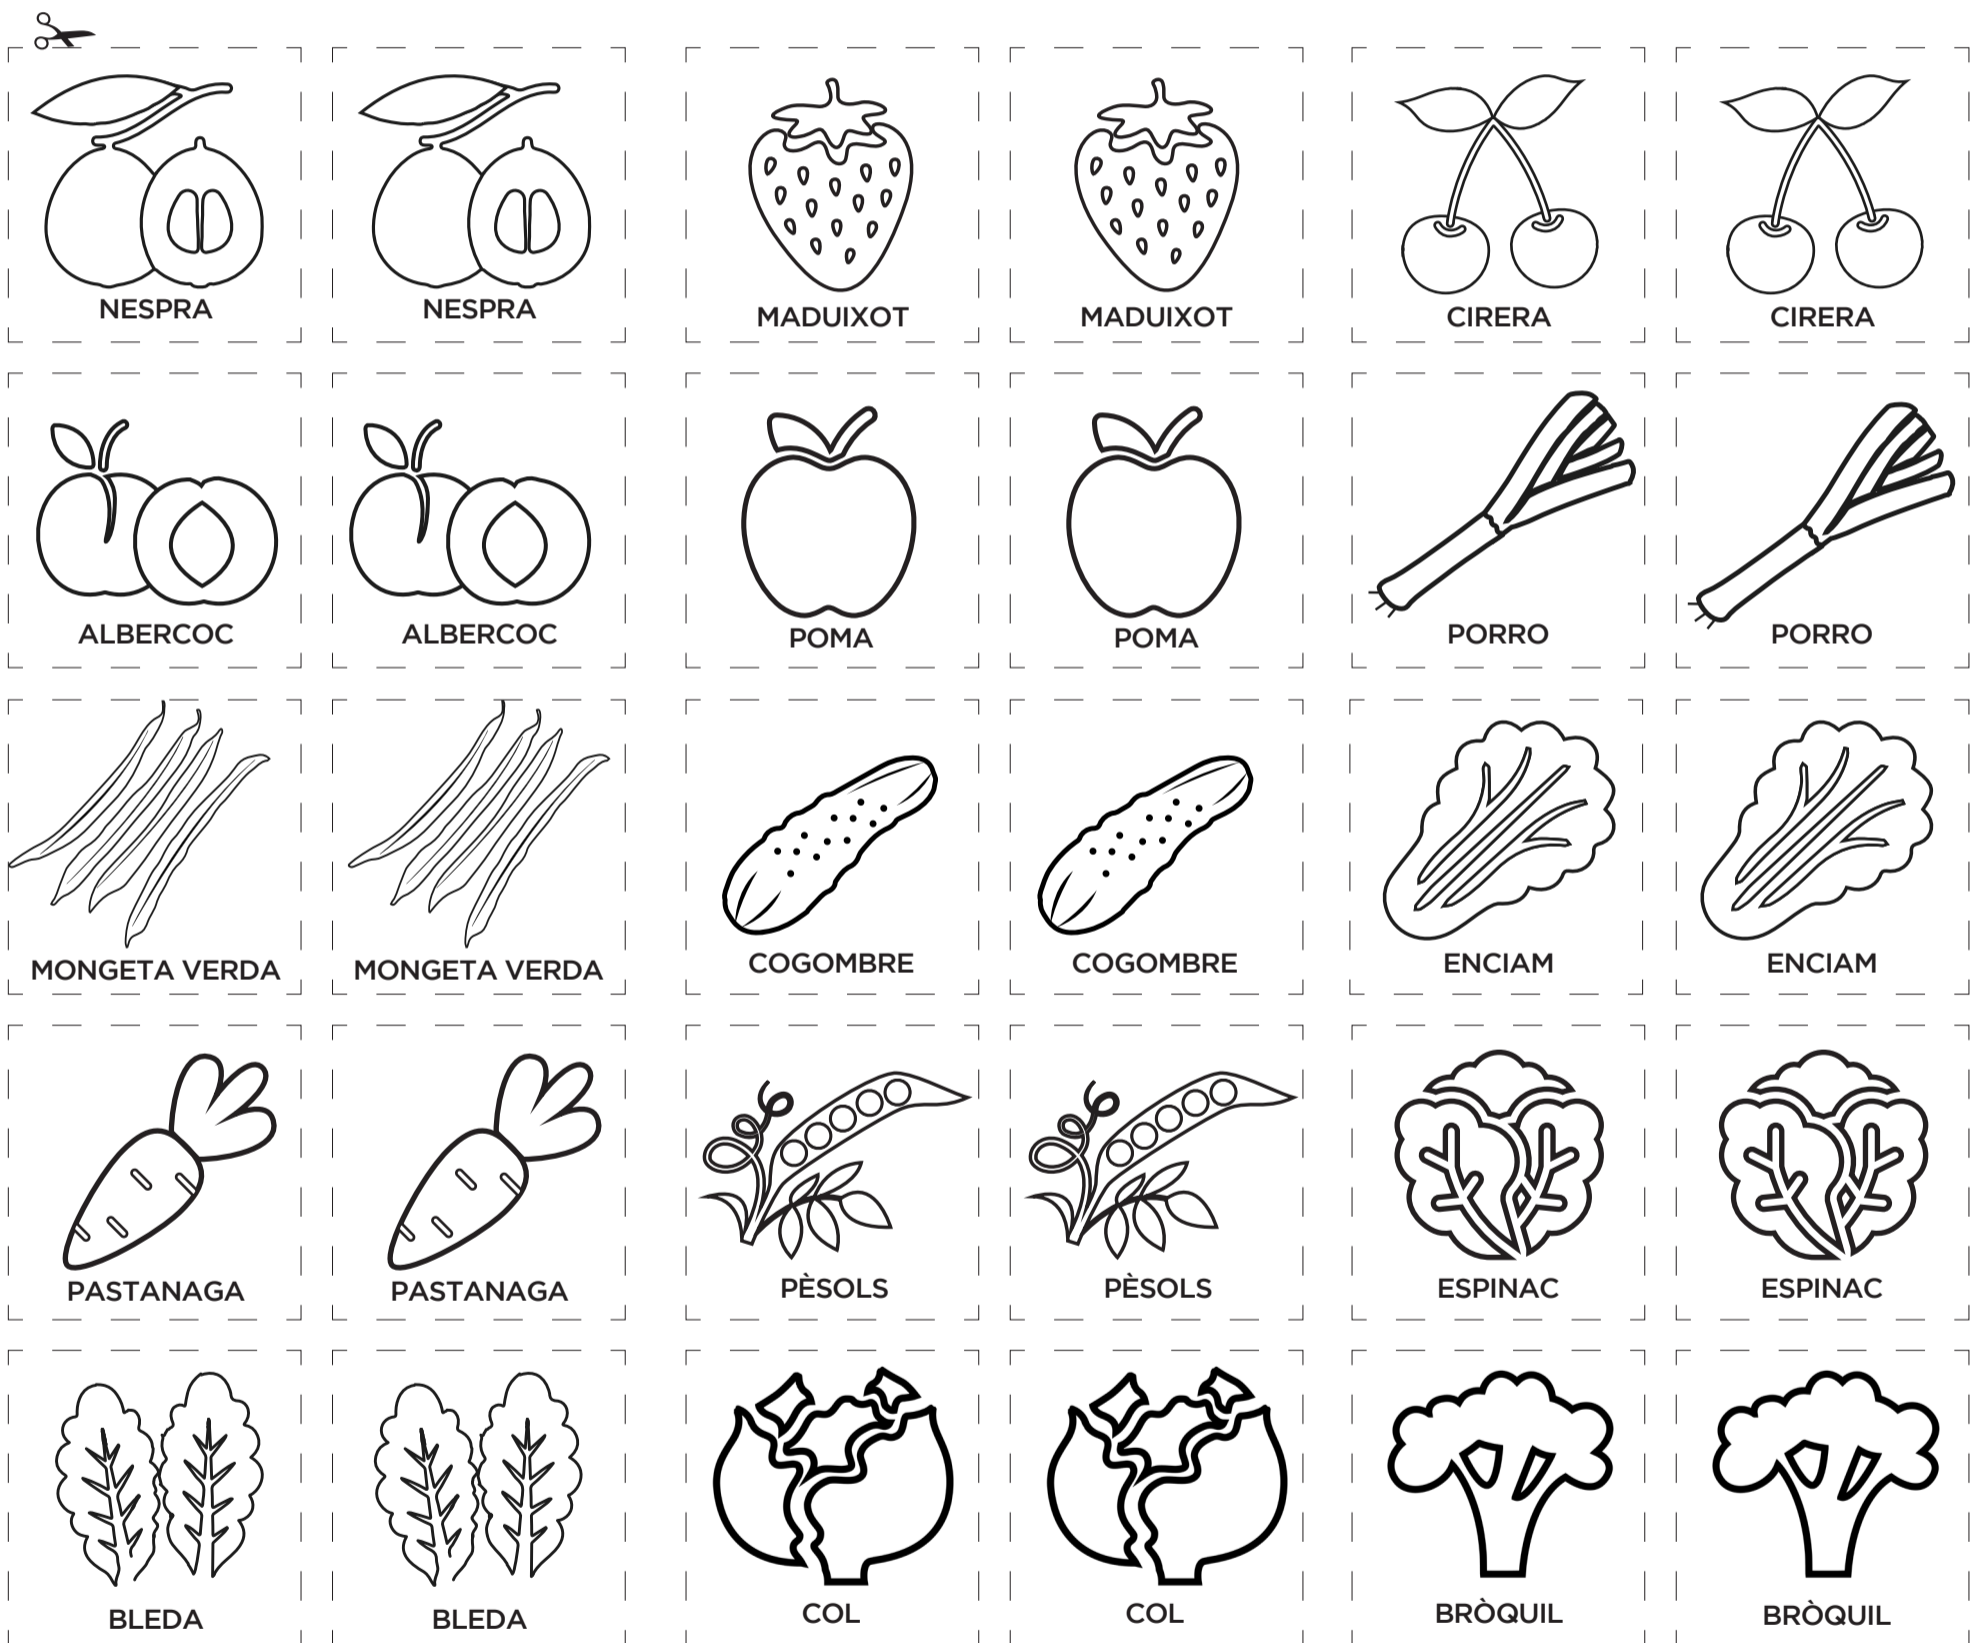 NESPRA
NESPRA
MADUIXOT
MADUIXOT
CIRERA
CIRERA
ALBERCOC
ALBERCOC
POMA
POMA
PORRO
PORRO
MONGETA VERDA
MONGETA VERDA
COGOMBRE
COGOMBRE
ENCIAM
ENCIAM
PASTANAGA
PASTANAGA
PÈSOLS
PÈSOLS
ESPINAC
ESPINAC
BLEDA
BLEDA
COL
COL
BRÒQUIL
BRÒQUIL